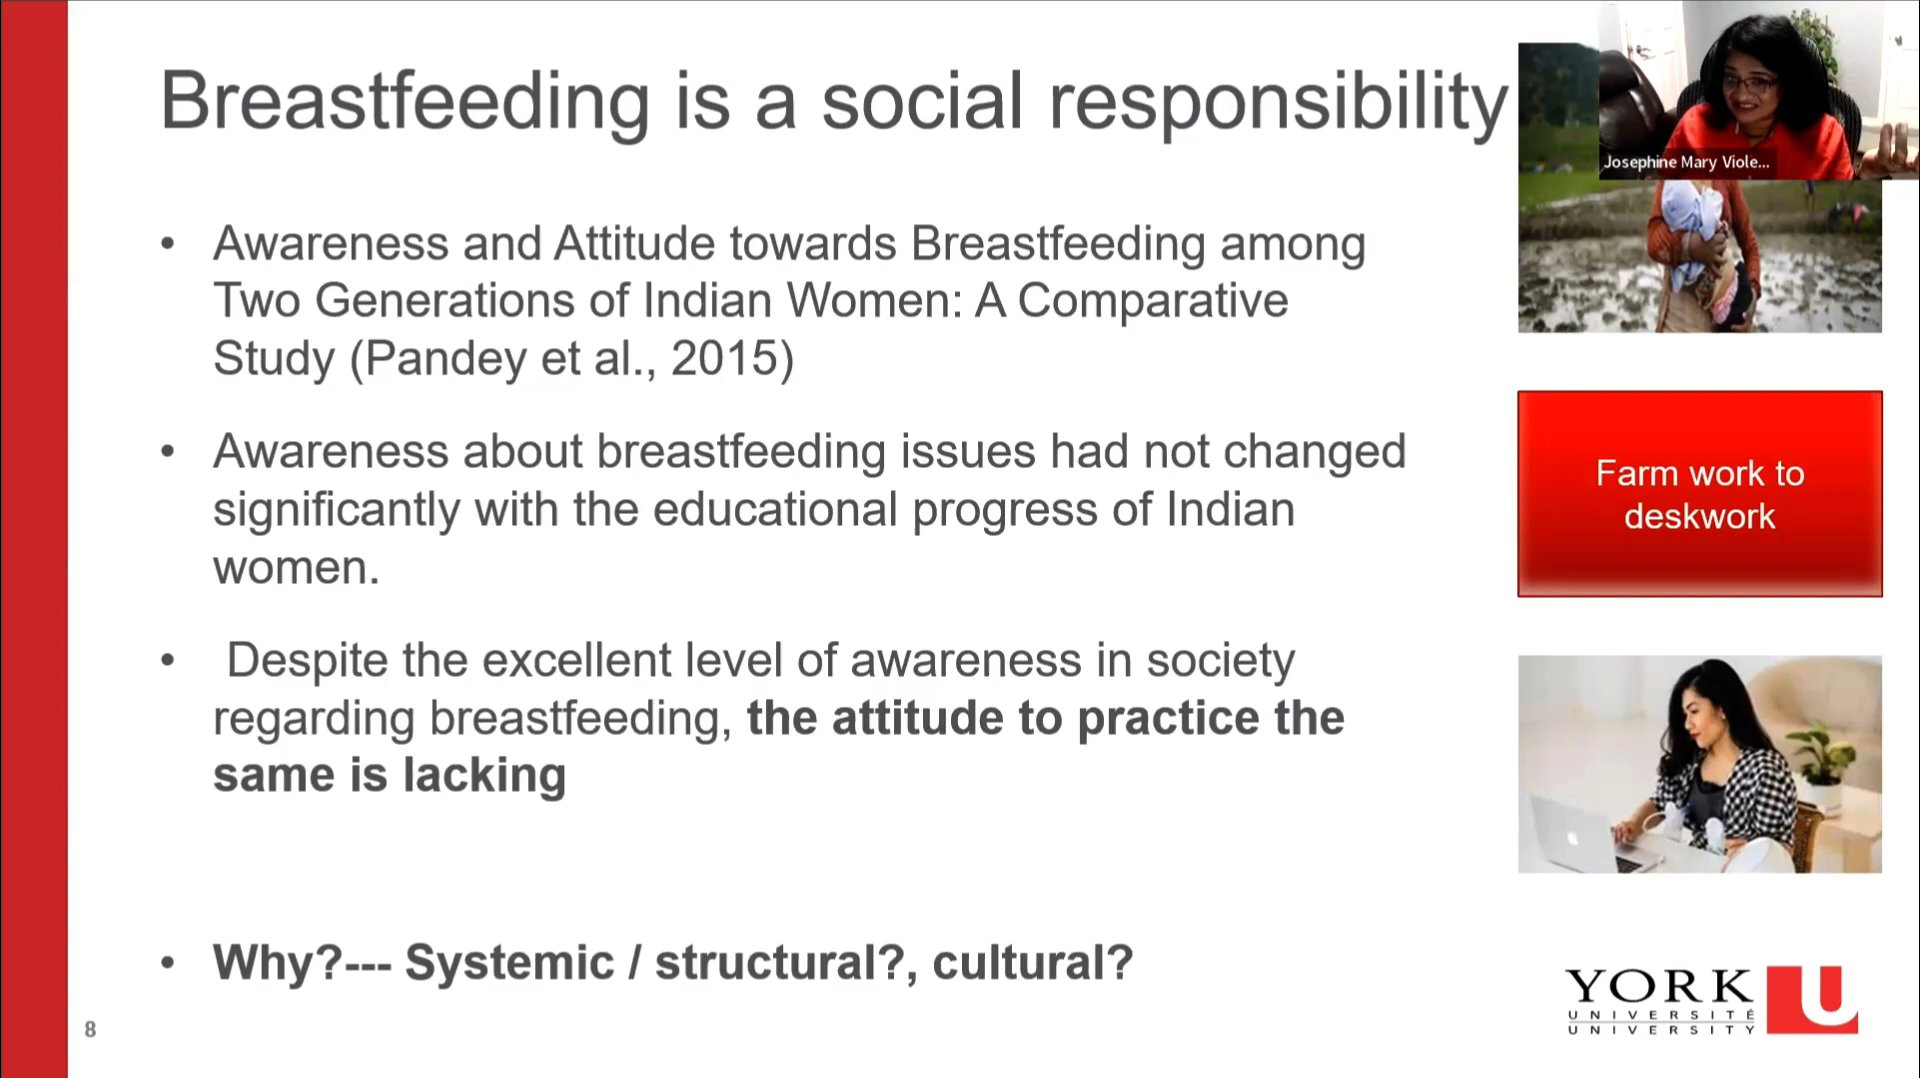 Breastfeeding is a social responsibility
Josephine Mary Viole...
• Awareness and Attitude towards Breastfeeding among
Two Generations of Indian Women: A Comparative
Study (Pandey et al., 2015)
• Awareness about breastfeeding issues had not changed
significantly with the educational progress of Indian
women.
Farm work to
deskwork
• Despite the excellent level of awareness in society
regarding breastfeeding, the attitude to practice the
same is lacking
• Why?--- Systemic / structural?, cultural?
8
YORK U
UNIVERSITÉ
UNIVERSITY